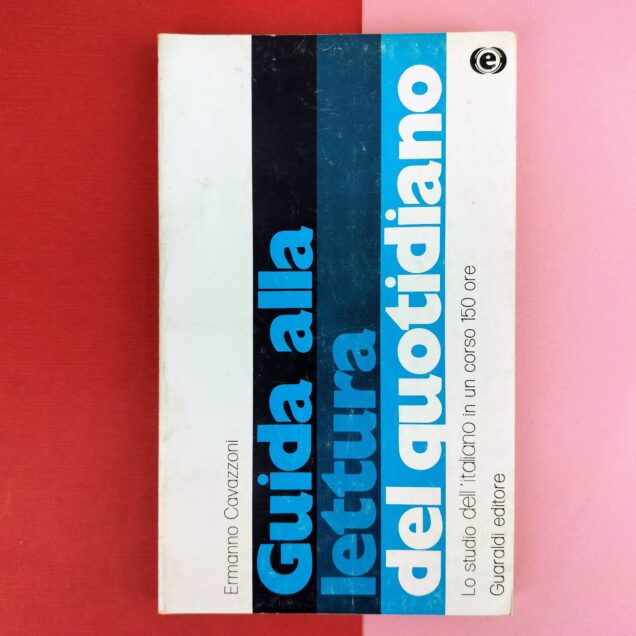 Ermanno Cavazzoni
Guida alla
lettura
del quotidiano
Lo studio dell'italiano in un corso 150 ore
Guaraldi editore
e